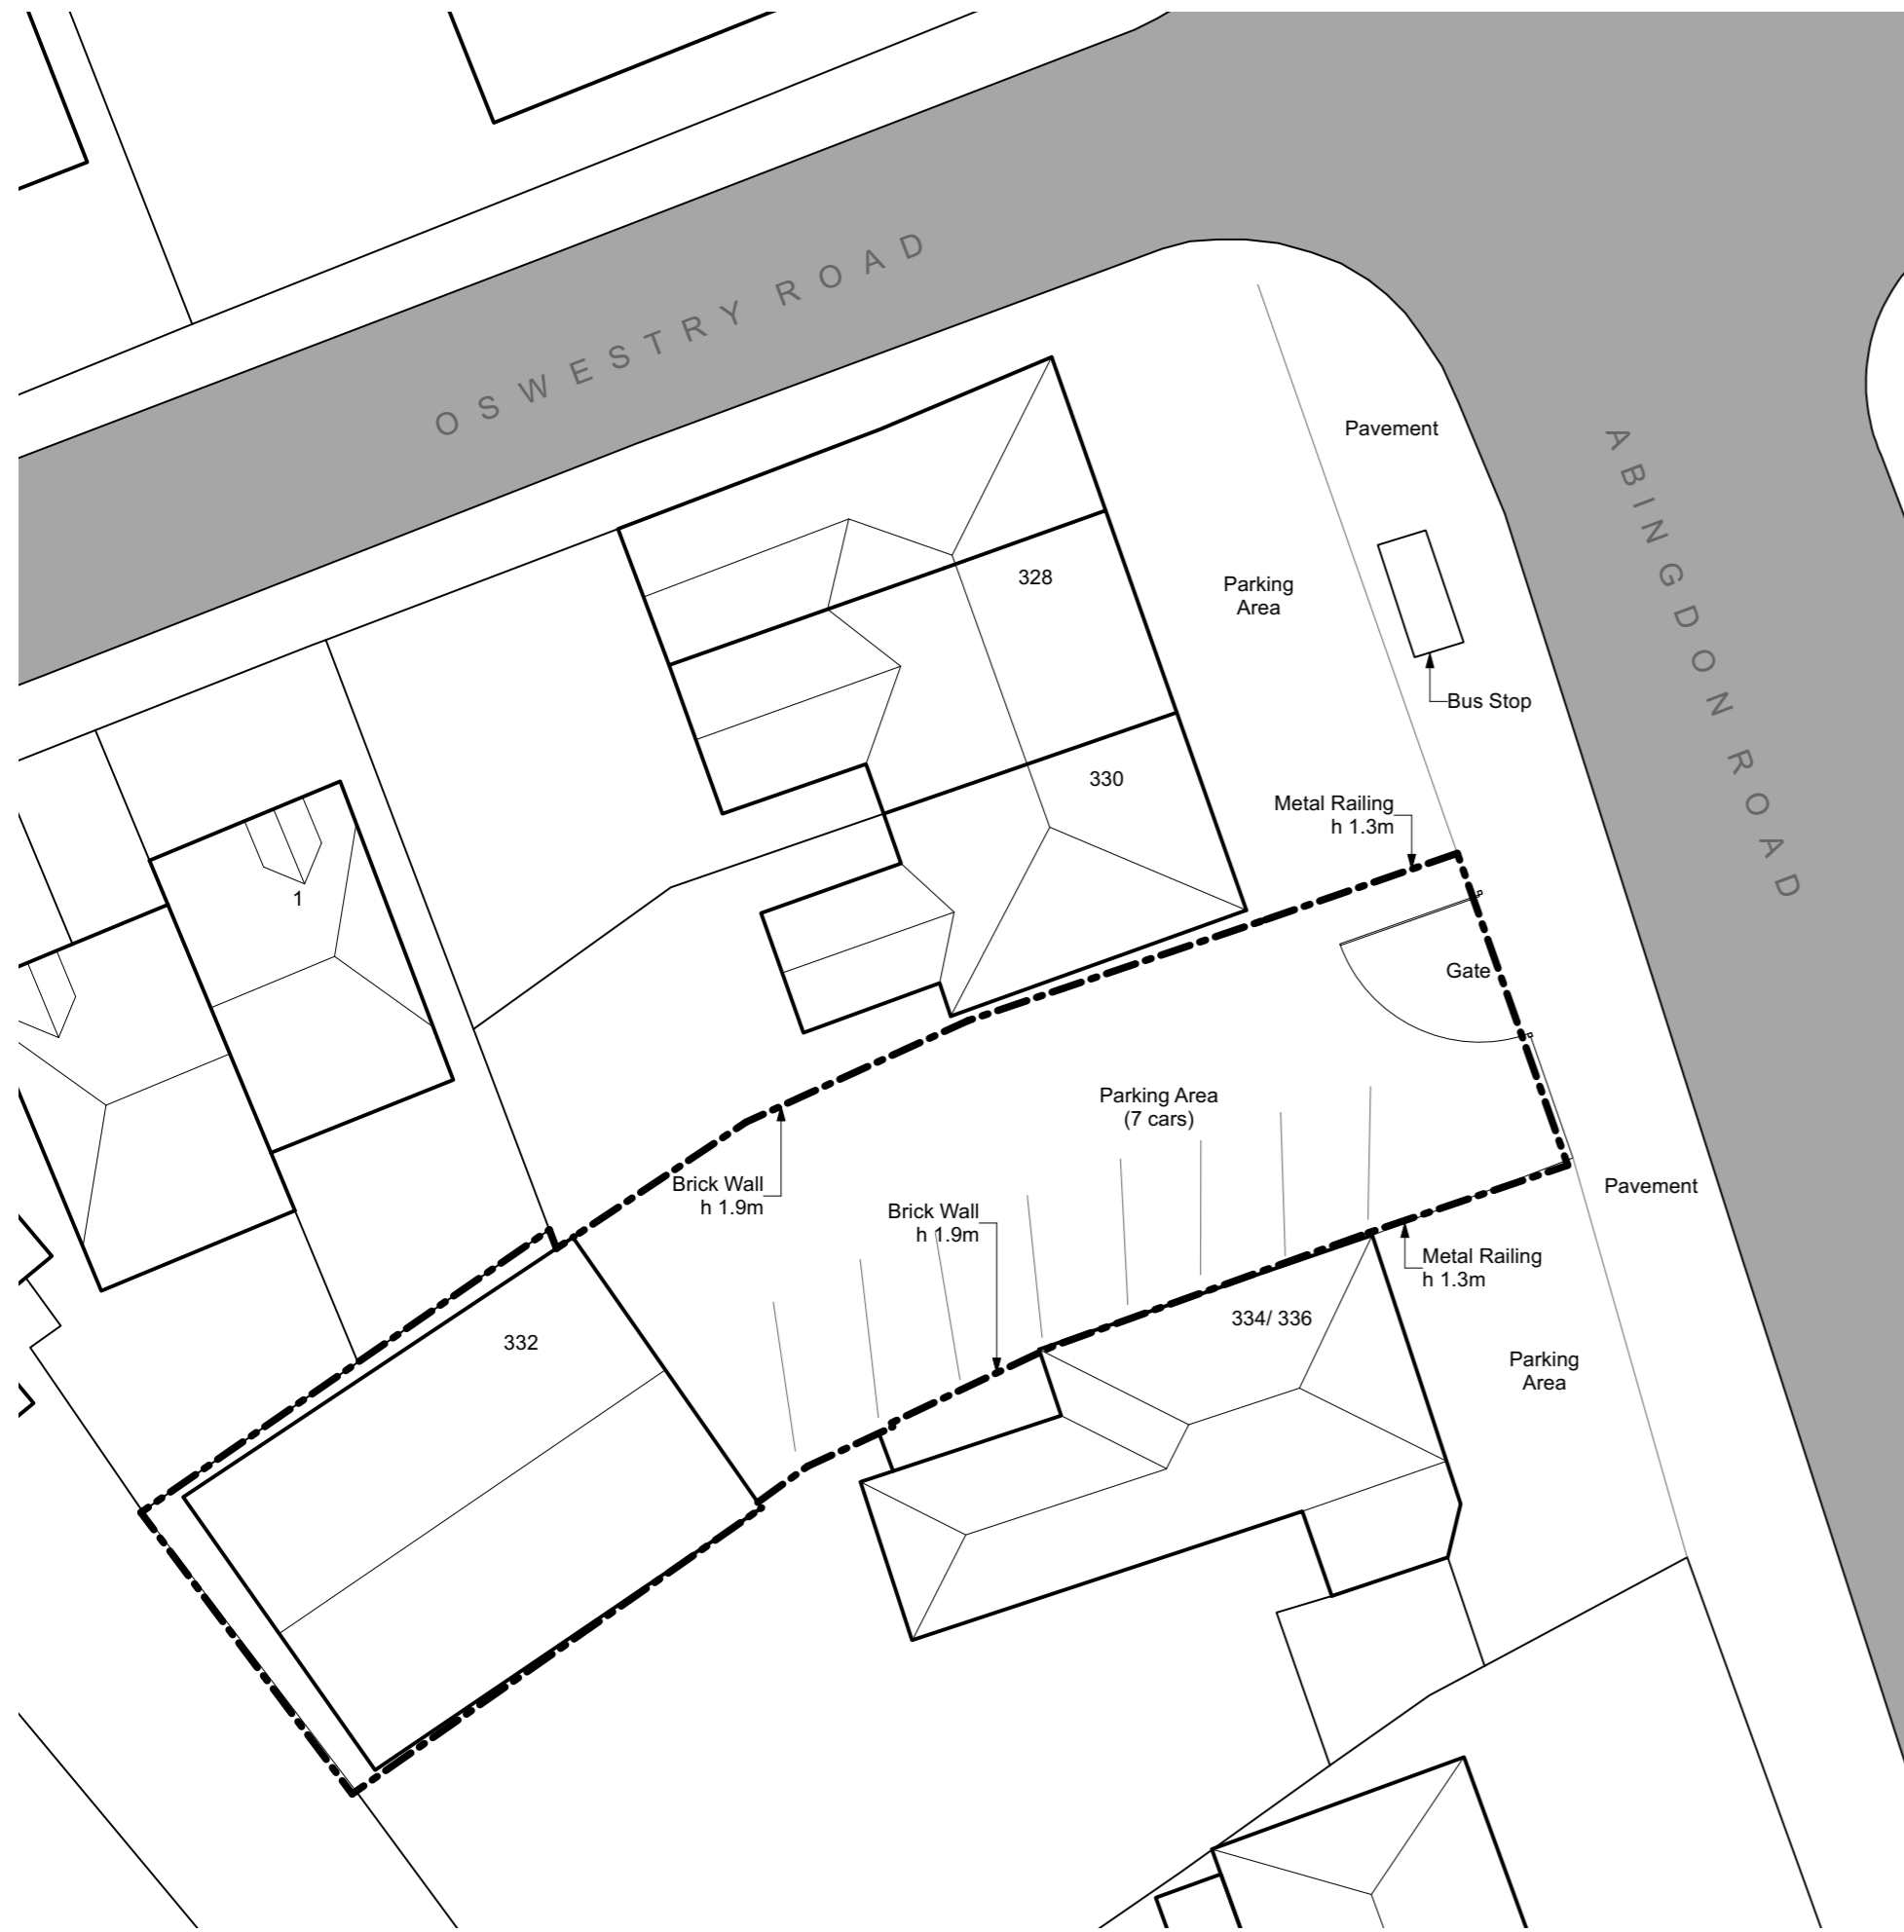 OSWESTRY ROAD
Pavement
ABINGDON ROAD
328
Parking
Area
Bus Stop
330
Metal Railing
h 1.3m
1
Gate
Parking Area
(7 cars)
Brick Wall
h 1.9m
Brick Wall
h 1.9m
Pavement
Metal Railing
h 1.3m
334/ 336
332
Parking
Area